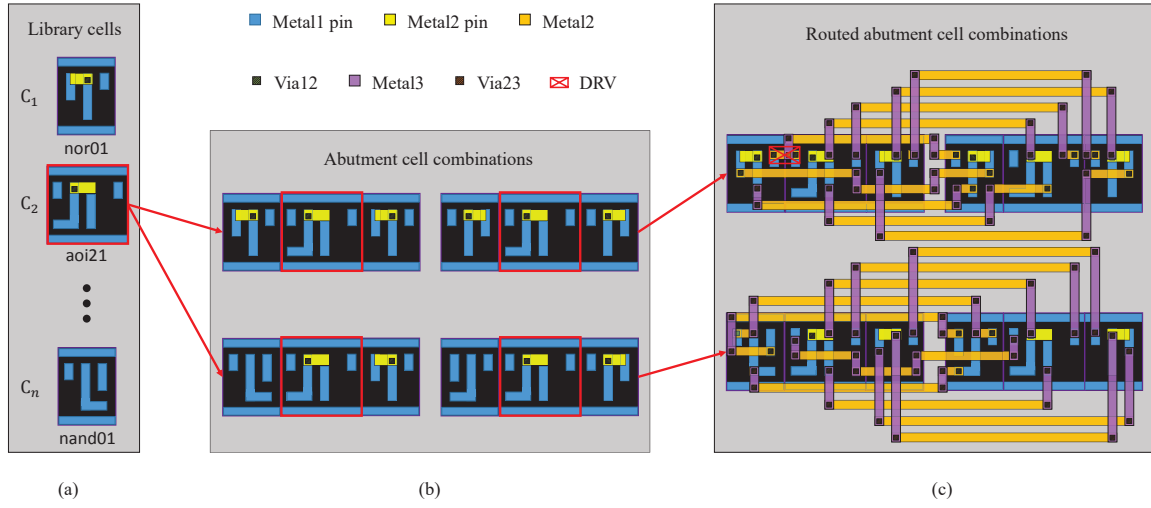 Library cells
C1
nor01
C2
aoi21
Cn
nand01
(a)
Metal1 pin
Metal2 pin
Metal2
Via12
Metal3
Via23
DRV
Abutment cell combinations
(b)
Routed abutment cell combinations
(c)